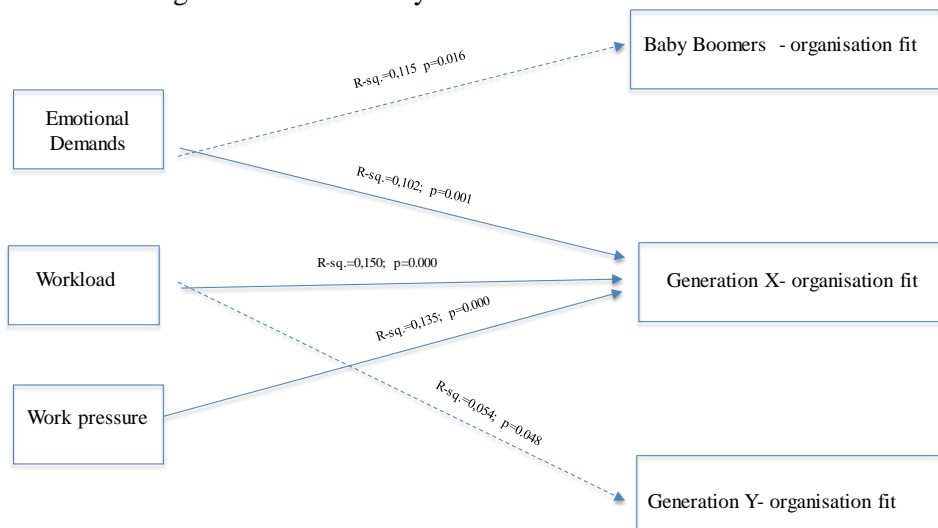 Baby Boomers - organisation fit
R-sq.=0,115 p=0.016
Emotional
Demands
R-sq.=0,102; p=0.001
Workload
R-sq.=0,150; p=0.000
Generation X- organisation fit
R-sq.=0,135; p=0.000
Work pressure
R-sq.=0,054; p=0.048
Generation Y- organisation fit